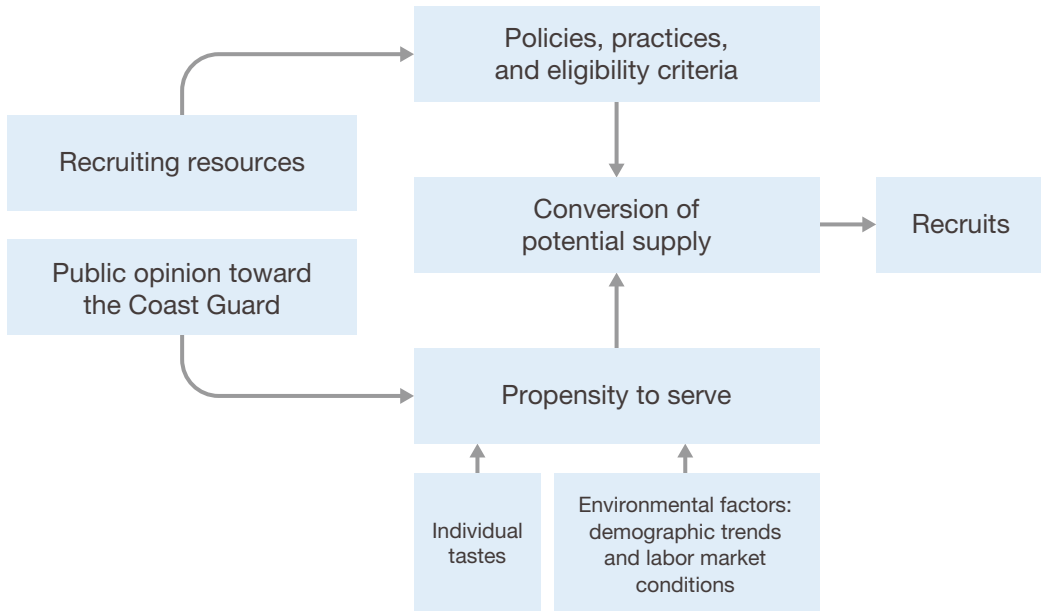 Policies, practices,
and eligibility criteria
Recruiting resources
Conversion of
potential supply
Recruits
Public opinion toward
the Coast Guard
Propensity to serve
Individual
tastes
Environmental factors:
demographic trends
and labor market
conditions